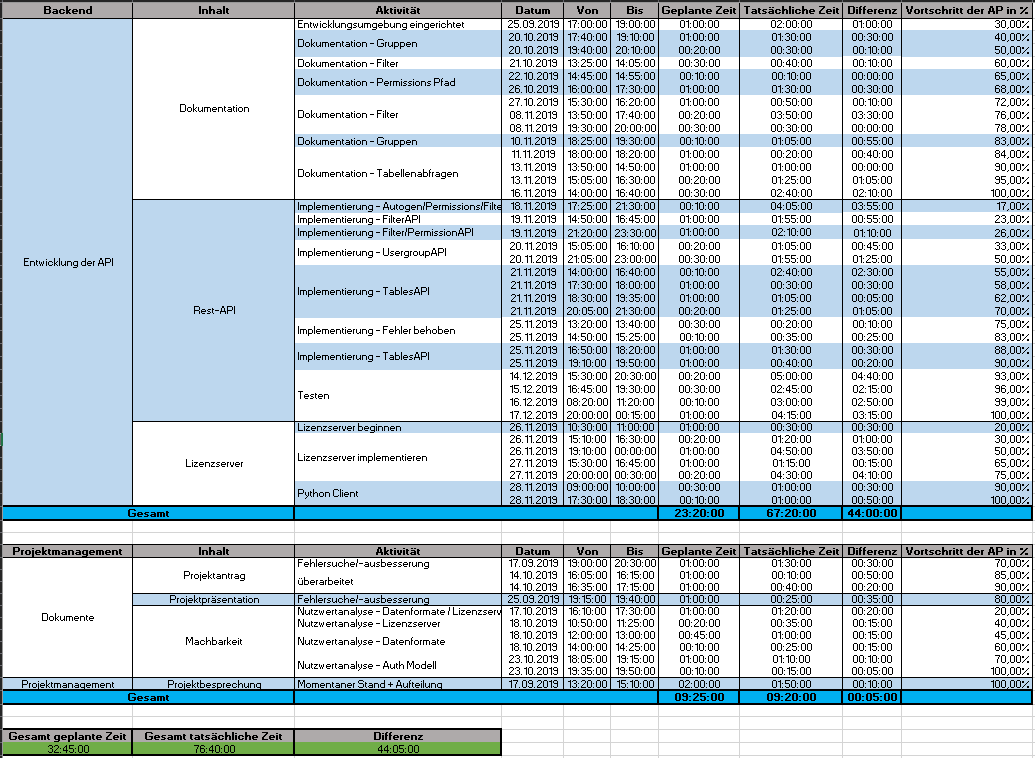 Backend Inhalt Aktivität Datum Von Bis Geplante Zeit Tatsächliche Zeit Differenz Vortschritt der AP in %
Entwicklungsumgebung eingerichtet 25.09.2019 17:00:00 19:00:00 01:00:00 02:00:00 01:00:00 30,00%
Dokumentation - Gruppen 20.10.2019 17:40:00 19:10:00 01:00:00 01:30:00 00:30:00 40,00%
20.10.2019 19:40:00 20:10:00 00:20:00 00:30:00 00:10:00 50,00%
Dokumentation - Filter 21.10.2019 13:25:00 14:05:00 00:30:00 00:40:00 00:10:00 60,00%
Dokumentation - Permissions Pfad 22.10.2019 14:45:00 14:55:00 00:10:00 00:10:00 00:00:00 65,00%
26.10.2019 16:00:00 17:30:00 01:00:00 01:30:00 00:30:00 68,00%
Dokumentation
Dokumentation - Filter 27.10.2019 15:30:00 16:20:00 01:00:00 00:50:00 00:10:00 72,00%
08.11.2019 13:50:00 17:40:00 00:20:00 03:50:00 03:30:00 76,00%
08.11.2019 19:30:00 20:00:00 00:30:00 00:30:00 00:00:00 78,00%
Dokumentation - Gruppen 10.11.2019 18:25:00 19:30:00 00:10:00 01:05:00 00:55:00 83,00%
Dokumentation - Tabellenabfragen 11.11.2019 18:00:00 18:20:00 01:00:00 00:20:00 00:40:00 84,00%
13.11.2019 13:50:00 14:50:00 01:00:00 01:00:00 00:00:00 90,00%
13.11.2019 15:05:00 16:30:00 00:20:00 01:25:00 01:05:00 95,00%
16.11.2019 14:00:00 16:40:00 00:30:00 02:40:00 02:10:00 100,00%
Implementierung - Autogen/Permissions/Filte 18.11.2019 17:25:00 21:30:00 00:10:00 04:05:00 03:55:00 17,00%
Implementierung - FilterAPI 19.11.2019 14:50:00 16:45:00 01:00:00 01:55:00 00:55:00 23,00%
Implementierung - Filter/PermissionAPI 19.11.2019 21:20:00 23:30:00 01:00:00 02:10:00 01:10:00 26,00%
Implementierung - UsergroupAPI 20.11.2019 15:05:00 16:10:00 00:20:00 01:05:00 00:45:00 33,00%
20.11.2019 21:05:00 23:00:00 00:30:00 01:55:00 01:25:00 50,00%
Entwicklung der API
Implementierung - TablesAPI 21.11.2019 14:00:00 16:40:00 00:10:00 02:40:00 02:30:00 55,00%
21.11.2019 17:30:00 18:00:00 01:00:00 00:30:00 00:30:00 58,00%
21.11.2019 18:30:00 19:35:00 01:00:00 01:05:00 00:05:00 62,00%
21.11.2019 20:05:00 21:30:00 00:20:00 01:25:00 01:05:00 70,00%
Rest-API
Implementierung - Fehler behoben 25.11.2019 13:20:00 13:40:00 00:30:00 00:20:00 00:10:00 75,00%
25.11.2019 14:50:00 15:25:00 00:10:00 00:35:00 00:25:00 83,00%
Implementierung - TablesAPI 25.11.2019 16:50:00 18:20:00 01:00:00 01:30:00 00:30:00 88,00%
25.11.2019 19:10:00 19:50:00 01:00:00 00:40:00 00:20:00 90,00%
Testen 14.12.2019 15:30:00 20:30:00 00:20:00 05:00:00 04:40:00 93,00%
15.12.2019 16:45:00 19:30:00 00:30:00 02:45:00 02:15:00 96,00%
16.12.2019 08:20:00 11:20:00 00:10:00 03:00:00 02:50:00 99,00%
17.12.2019 20:00:00 00:15:00 01:00:00 04:15:00 03:15:00 100,00%
Lizenzserver beginnen 26.11.2019 10:30:00 11:00:00 01:00:00 00:30:00 00:30:00 20,00%
Lizenzserver implementieren 26.11.2019 15:10:00 16:30:00 00:20:00 01:20:00 01:00:00 30,00%
26.11.2019 19:10:00 00:00:00 01:00:00 04:50:00 03:50:00 50,00%
Lizenzserver
27.11.2019 15:30:00 16:45:00 01:00:00 01:15:00 00:15:00 65,00%
27.11.2019 20:00:00 00:30:00 00:20:00 04:30:00 04:10:00 75,00%
Python Client 28.11.2019 09:00:00 10:00:00 00:30:00 01:00:00 00:30:00 90,00%
28.11.2019 17:30:00 18:30:00 00:10:00 01:00:00 00:50:00 100,00%
Gesamt 23:20:00 67:20:00 44:00:00
Projektmanagement Inhalt Aktivität Datum Von Bis Geplante Zeit Tatsächliche Zeit Differenz Vortschritt der AP in %
Fehlersuche/-ausbesserung 17.09.2019 19:00:00 20:30:00 01:00:00 01:30:00 00:30:00 70,00%
Projektantrag
überarbeitet 14.10.2019 16:05:00 16:15:00 01:00:00 00:10:00 00:50:00 85,00%
14.10.2019 16:35:00 17:15:00 01:00:00 00:40:00 00:20:00 90,00%
Projektpräsentation Fehlersuche/-ausbesserung 25.09.2019 19:15:00 19:40:00 01:00:00 00:25:00 00:35:00 80,00%
Dokumente
Nutzwertanalyse - Datenformate / Lizenzserv 17.10.2019 16:10:00 17:30:00 01:00:00 01:20:00 00:20:00 20,00%
Nutzwertanalyse - Lizenzserver 18.10.2019 10:50:00 11:25:00 00:20:00 00:35:00 00:15:00 40,00%
Machbarkeit
Nutzwertanalyse - Datenformate 18.10.2019 12:00:00 13:00:00 00:45:00 01:00:00 00:15:00 45,00%
18.10.2019 14:00:00 14:25:00 00:10:00 00:25:00 00:15:00 60,00%
Nutzwertanalyse - Auth Modell 23.10.2019 18:05:00 19:15:00 01:00:00 01:10:00 00:10:00 70,00%
23.10.2019 19:35:00 19:50:00 00:10:00 00:15:00 00:05:00 100,00%
Projektmanagement Projektbesprechung Momentaner Stand + Aufteilung 17.09.2019 13:20:00 15:10:00 02:00:00 01:50:00 00:10:00 100,00%
Gesamt 09:25:00 09:20:00 00:05:00
Gesamt geplante Zeit Gesamt tatsächliche Zeit Differenz
32:45:00 76:40:00 44:05:00